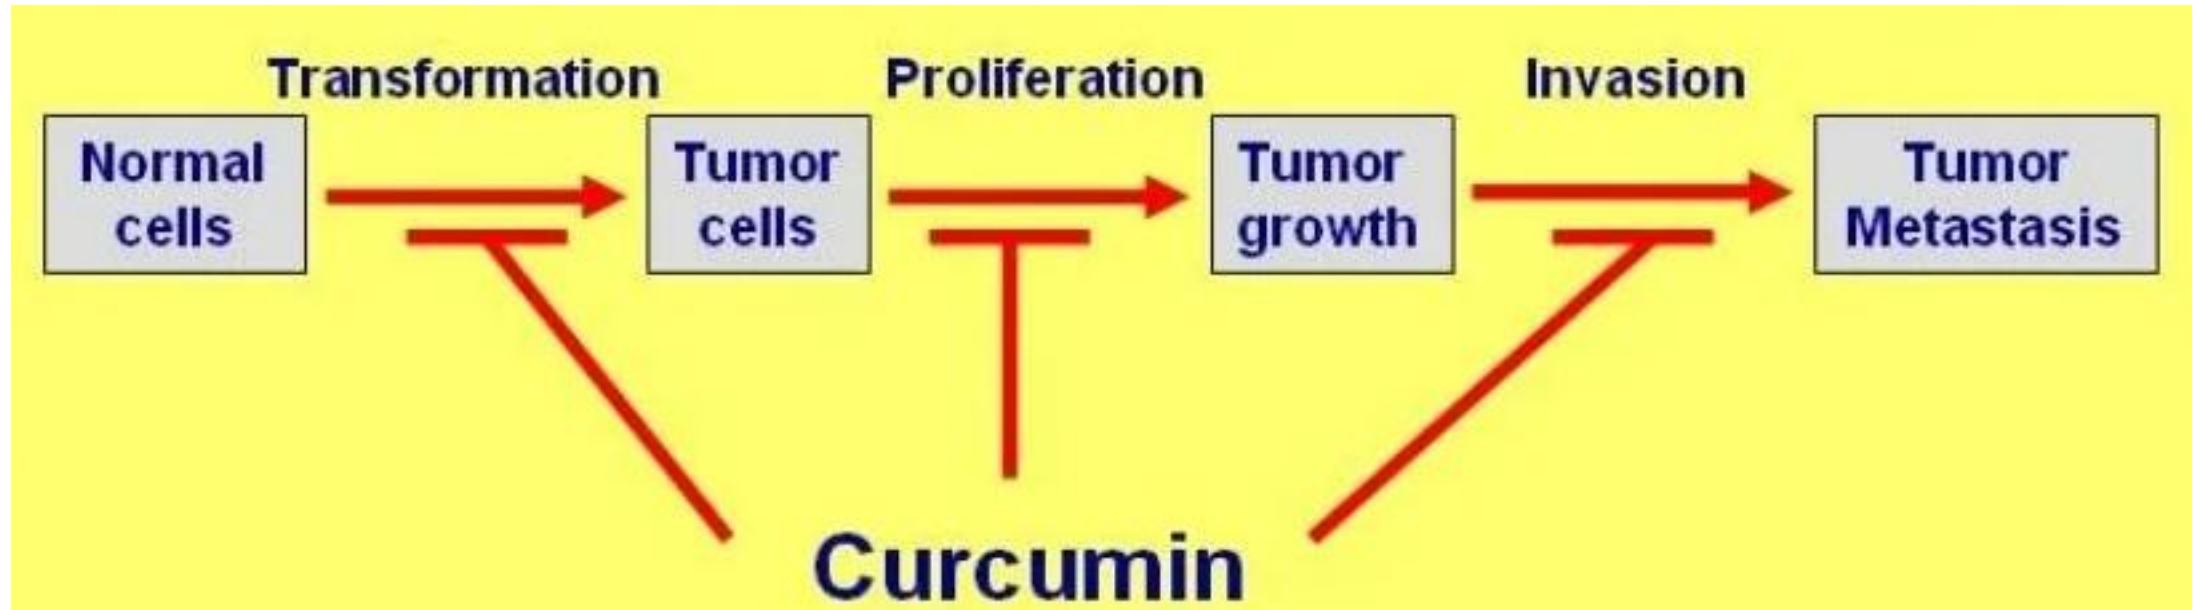 Transformation
Proliferation
Invasion
Normal
cells
Tumor
cells
Tumor
growth
Tumor
Metastasis
Curcumin